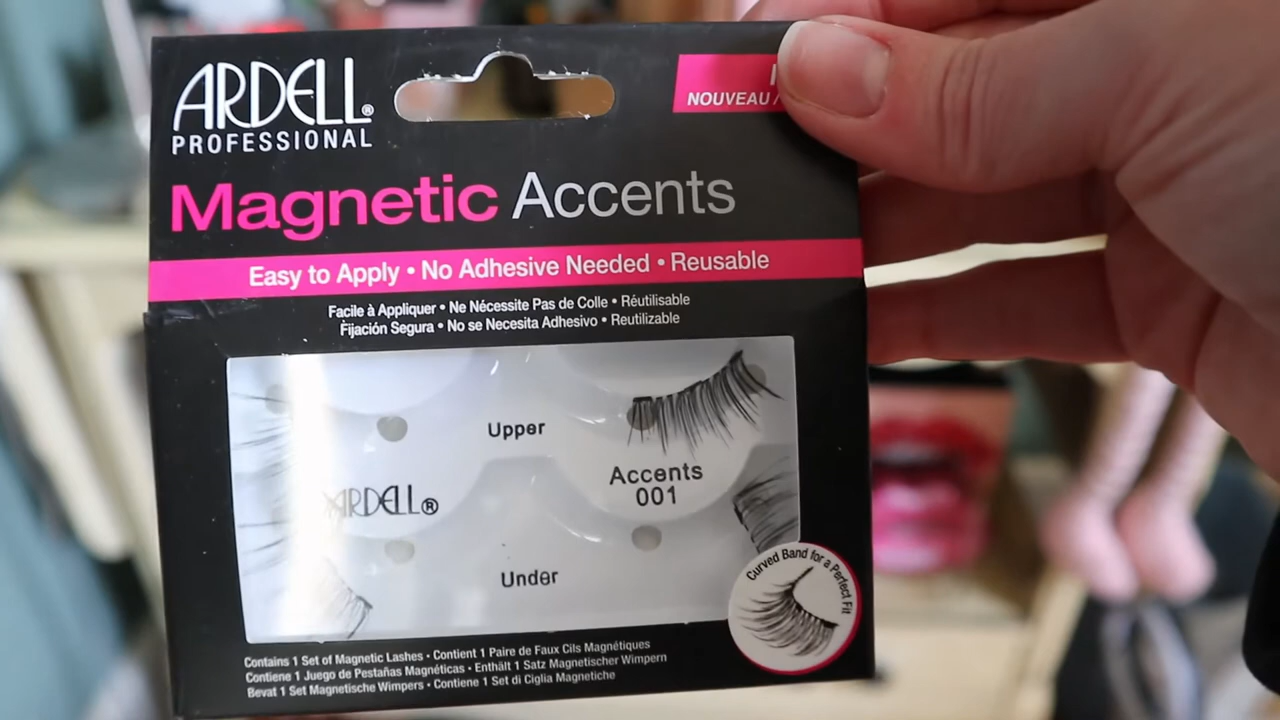 ARDELL®
PROFESSIONAL
NOUVEAU /
Magnetic Accents
Easy to Apply • No Adhesive Needed • Reusable
Facile à Appliquer • Ne Nécessite Pas de Colle • Réutilisable
Fijación Segura • No se Necesita Adhesivo • Reutilizable
Upper
Accents
001
ARDELL®
Under
Curved Band for a Perfect Fit
Contains 1 Set of Magnetic Lashes • Contient 1 Paire de Faux Cils Magnétiques
Contiene 1 Juego de Pestañas Magnéticas • Enthält 1 Satz Magnetischer Wimpern
Bevat 1 Set Magnetische Wimpers • Contiene 1 Set di Ciglia Magnetiche